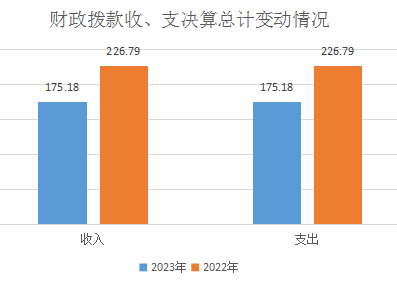 财政拨款收、支决算总计变动情况
226.79 226.79
175.18 175.18
收入 支出
2023年 2022年